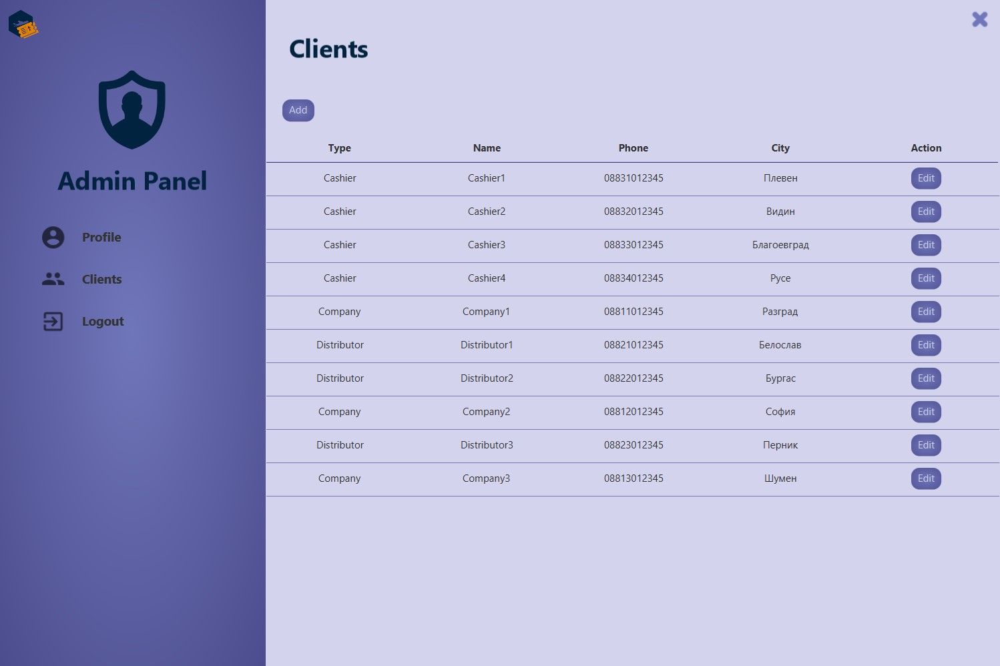 Admin Panel
Profile
Clients
Logout
Clients
Add
Type Name Phone City Action
Cashier Cashier1 08831012345 Плевен Edit
Cashier Cashier2 08832012345 Видин Edit
Cashier Cashier3 08833012345 Благоевград Edit
Cashier Cashier4 08834012345 Русе Edit
Company Company1 08811012345 Разград Edit
Distributor Distributor1 08821012345 Белослав Edit
Distributor Distributor2 08822012345 Бургас Edit
Company Company2 08812012345 София Edit
Distributor Distributor3 08823012345 Перник Edit
Company Company3 08813012345 Шумен Edit